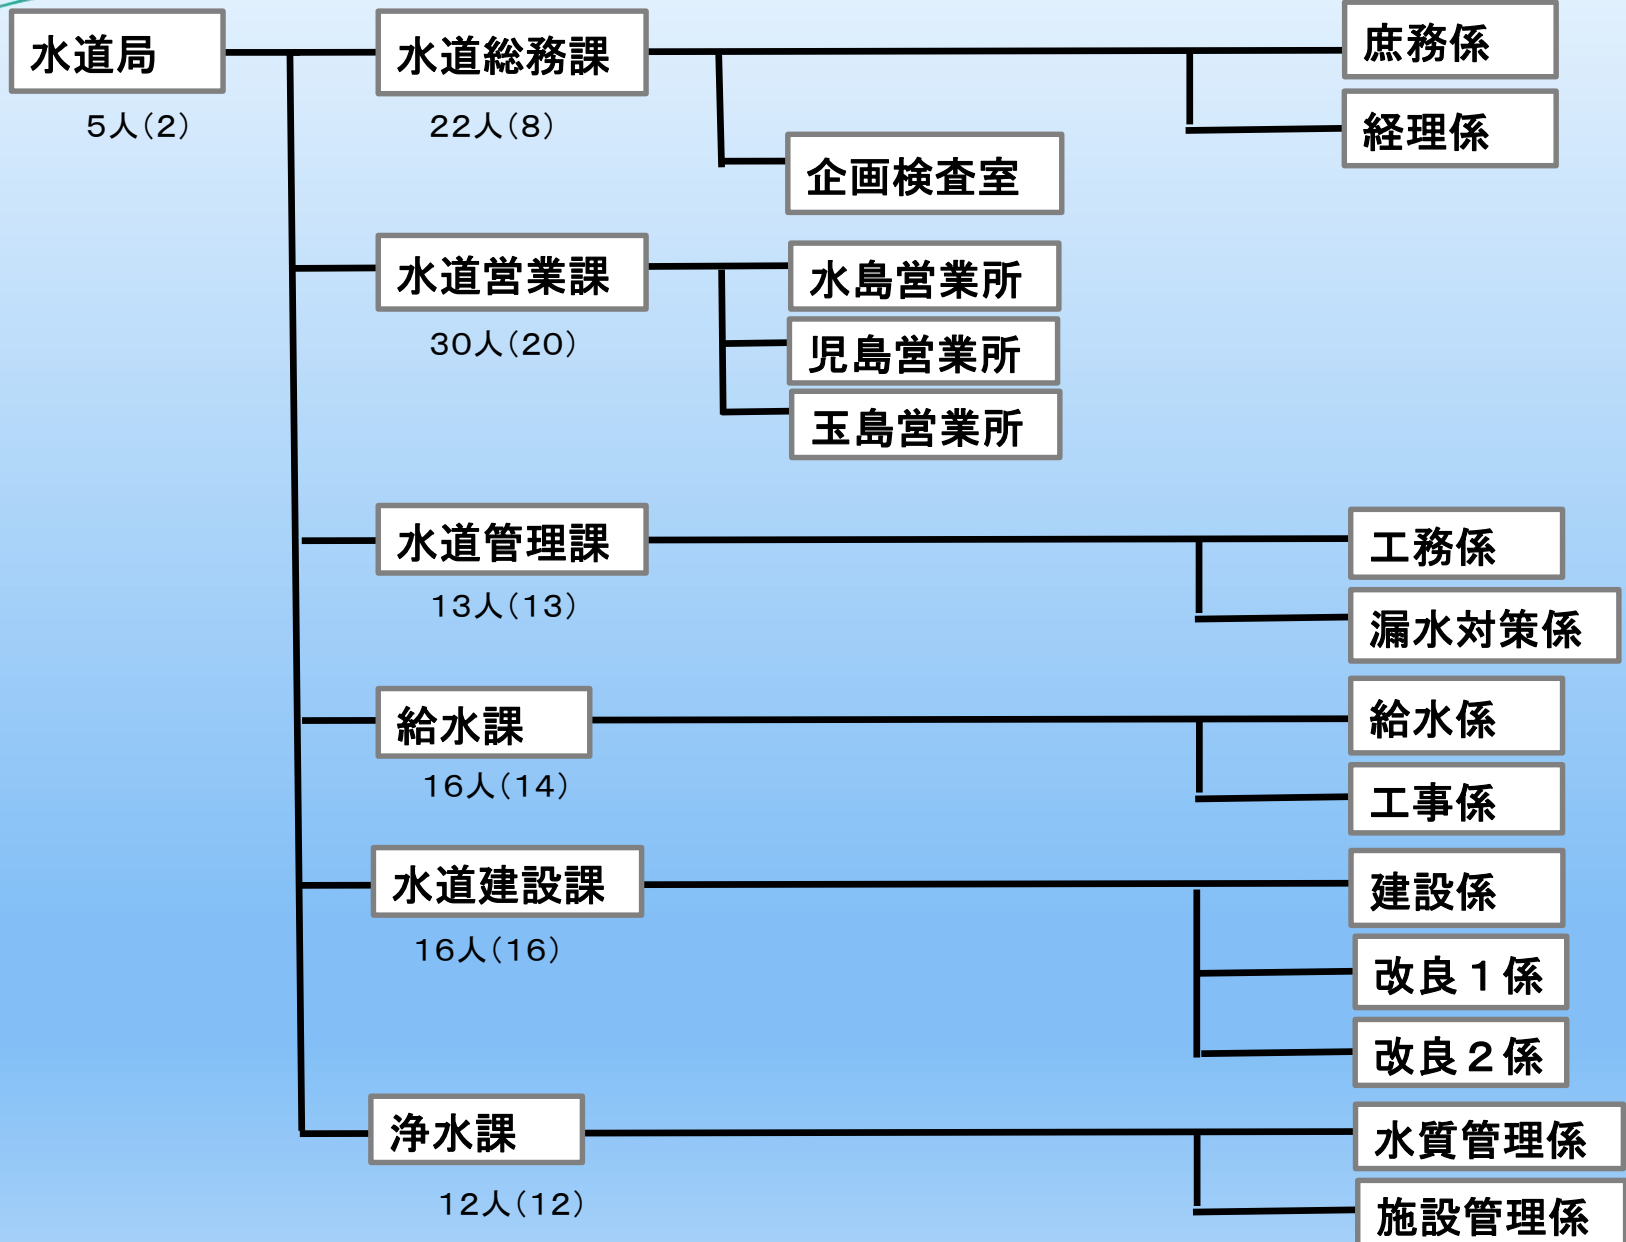 水道局
5人(2)
水道総務課
22人(8)
庶務係
経理係
企画検査室
水道営業課
30人(20)
水島営業所
児島営業所
玉島営業所
水道管理課
13人(13)
工務係
漏水対策係
給水課
16人(14)
給水係
工事係
水道建設課
16人(16)
建設係
改良1係
改良2係
浄水課
12人(12)
水質管理係
施設管理係